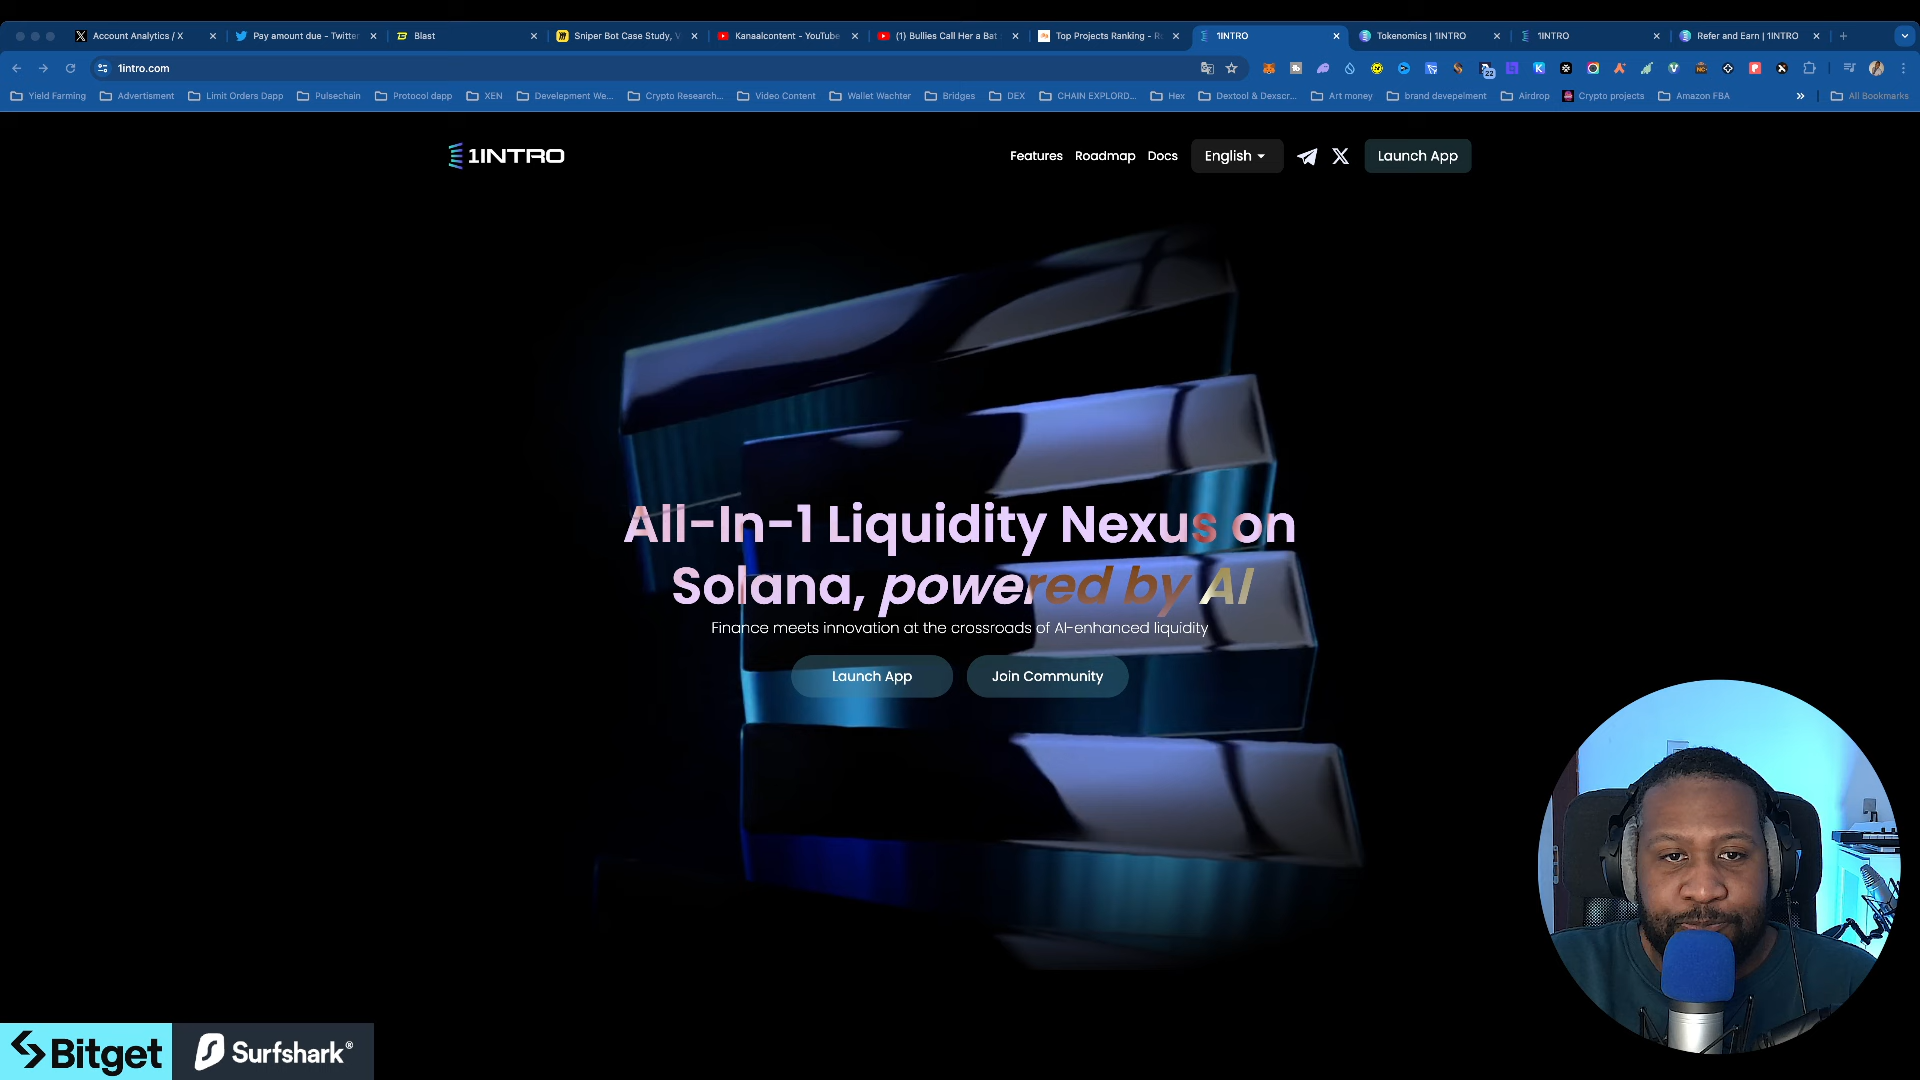 Account Analytics / X
Pay amount due - Twitter
Blast
Sniper Bot Case Study, V
Kanaalcontent - YouTube
(1) Bullies Call Her a Bat
Top Projects Ranking - R
1INTRO
Tokenomics | 1INTRO
1INTRO
Refer and Earn | 1INTRO
1intro.com
22
Yield Farming
Advertisment
Limit Orders Dapp
Pulsechain
Protocol dapp
XEN
Develepment We...
Crypto Research...
Video Content
Wallet Wachter
Bridges
DEX
CHAIN EXPLORD...
Hex
Dextool & Dexscr...
Art money
brand devepelment
Airdrop
Crypto projects
Amazon FBA
All Bookmarks
1INTRO
Features
Roadmap
Docs
English
Launch App
All-In-1 Liquidity Nexus on
Solana, powered by AI
Finance meets innovation at the crossroads of AI-enhanced liquidity
Launch App
Join Community
Bitget
Surfshark®